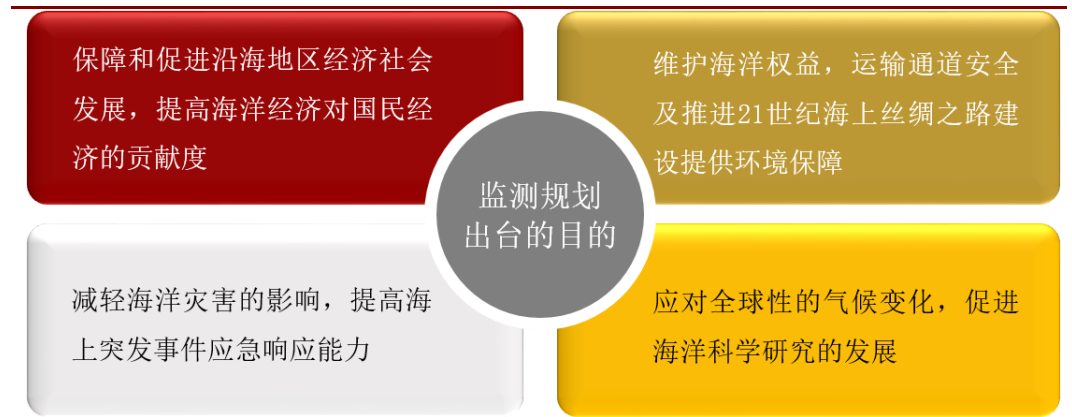 保障和促进沿海地区经济社会
发展，提高海洋经济对国民经
济的贡献度
维护海洋权益，运输通道安全
及推进21世纪海上丝绸之路建
设提供环境保障
监测规划
出台的目的
减轻海洋灾害的影响，提高海
上突发事件应急响应能力
应对全球性的气候变化，促进
海洋科学研究的发展